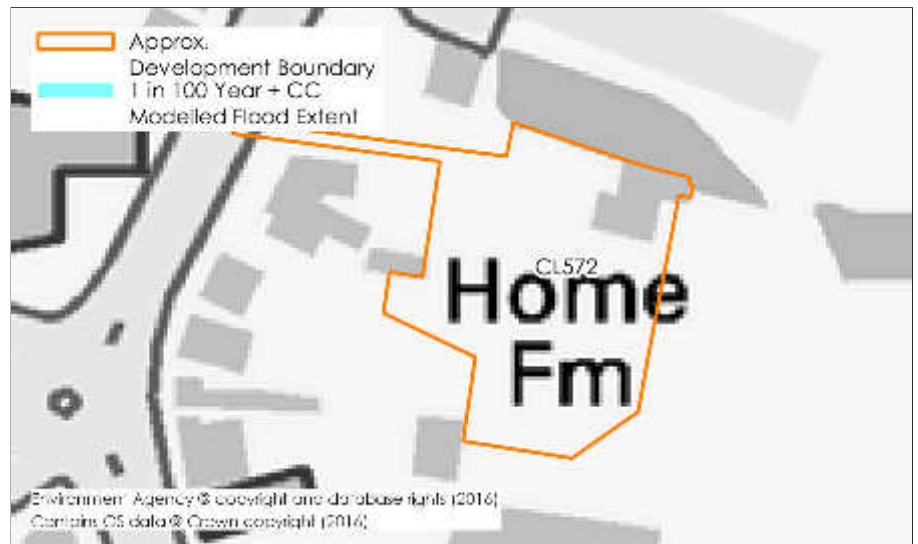 Approx.
Development Boundary
1 in 100 Year + CC
Modelled Flood Extent
CL572
Home
Fm
Environment Agency © copyright and database rights (2016)
Contains OS data © Crown copyright (2016)